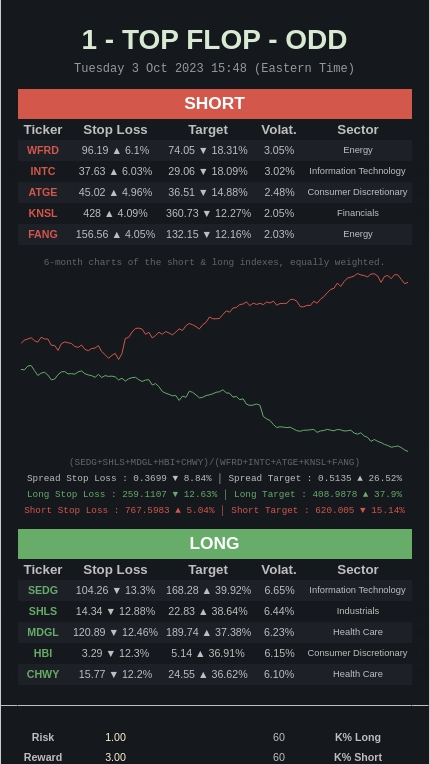 1 - TOP FLOP - ODD
Tuesday 3 Oct 2023 15:48 (Eastern Time)
SHORT
Ticker Stop Loss Target Volat. Sector
WFRD 96.19 ▲ 6.1% 74.05 ▼ 18.31% 3.05% Energy
INTC 37.63 ▲ 6.03% 29.06 ▼ 18.09% 3.02% Information Technology
ATGE 45.02 ▲ 4.96% 36.51 ▼ 14.88% 2.48% Consumer Discretionary
KNSL 428 ▲ 4.09% 360.73 ▼ 12.27% 2.05% Financials
FANG 156.56 ▲ 4.05% 132.15 ▼ 12.16% 2.03% Energy
6-month charts of the short & long indexes, equally weighted.
(SEDG+SHLS+MDGL+HBI+CHWY)/(WFRD+INTC+ATGE+KNSL+FANG)
Spread Stop Loss : 0.3699 ▼ 8.84% | Spread Target : 0.5135 ▲ 26.52%
Long Stop Loss : 259.1107 ▼ 12.63% | Long Target : 408.9878 ▲ 37.9%
Short Stop Loss : 767.5983 ▲ 5.04% | Short Target : 620.005 ▼ 15.14%
LONG
Ticker Stop Loss Target Volat. Sector
SEDG 104.26 ▼ 13.3% 168.28 ▲ 39.92% 6.65% Information Technology
SHLS 14.34 ▼ 12.88% 22.83 ▲ 38.64% 6.44% Industrials
MDGL 120.89 ▼ 12.46% 189.74 ▲ 37.38% 6.23% Health Care
HBI 3.29 ▼ 12.3% 5.14 ▲ 36.91% 6.15% Consumer Discretionary
CHWY 15.77 ▼ 12.2% 24.55 ▲ 36.62% 6.10% Health Care
Risk 1.00 60 K% Long
Reward 3.00 60 K% Short